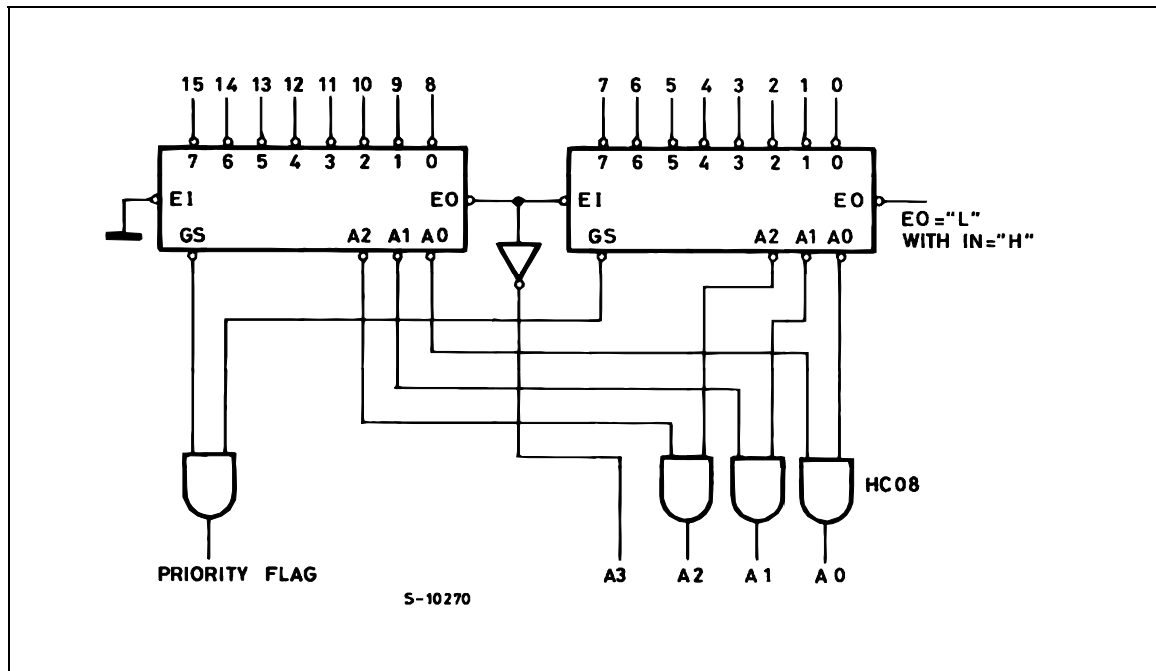 15 14 13 12 11 10 9 8
7 6 5 4 3 2 1 0
7 6 5 4 3 2 1 0
7 6 5 4 3 2 1 0
EI
EO
EI
EO
GS
A2 A1 A0
GS
A2 A1 A0
EO="L"
WITH IN="H"
HC08
PRIORITY FLAG
A3
A2
A1
A0
S-10270